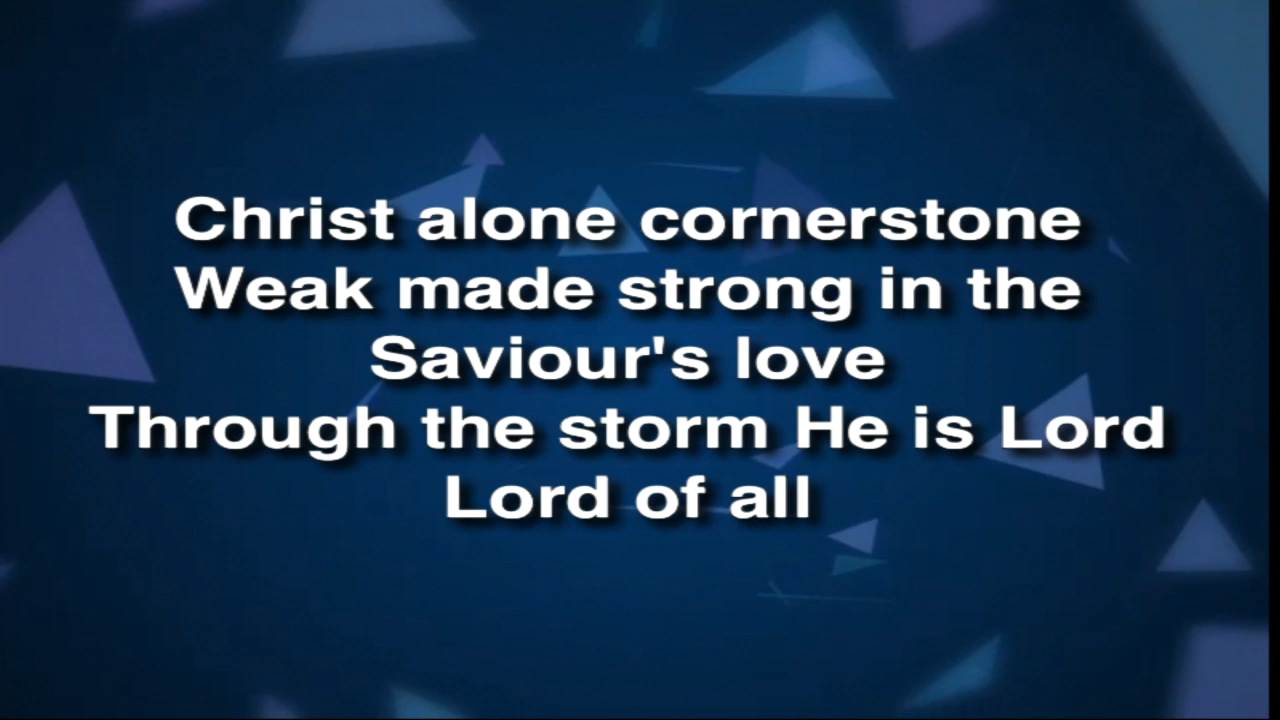 Christ alone cornerstone
Weak made strong in the
Saviour's love
Through the storm He is Lord
Lord of all